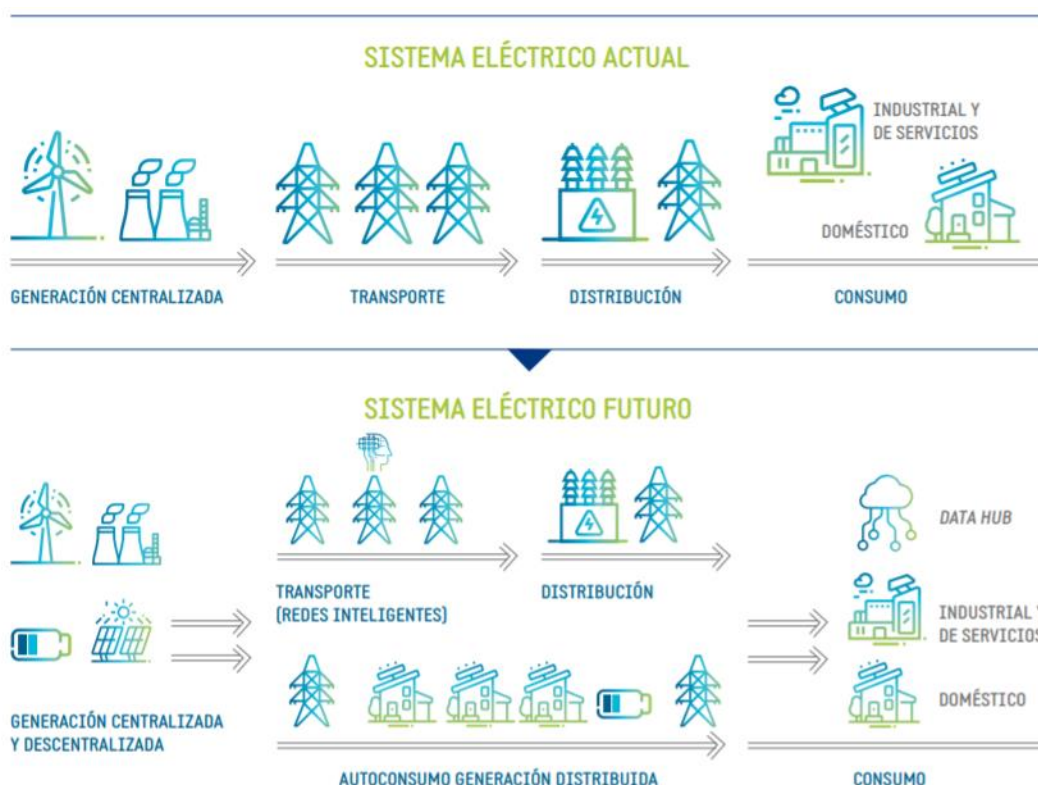 SISTEMA ELÉCTRICO ACTUAL
INDUSTRIAL Y
DE SERVICIOS
DOMÉSTICO
GENERACIÓN CENTRALIZADA
TRANSPORTE
DISTRIBUCIÓN
CONSUMO
SISTEMA ELÉCTRICO FUTURO
DATA HUB
TRANSPORTE
(REDES INTELIGENTES)
DISTRIBUCIÓN
INDUSTRIAL Y
DE SERVICIOS
DOMÉSTICO
GENERACIÓN CENTRALIZADA
Y DESCENTRALIZADA
AUTOCONSUMO GENERACIÓN DISTRIBUIDA
CONSUMO